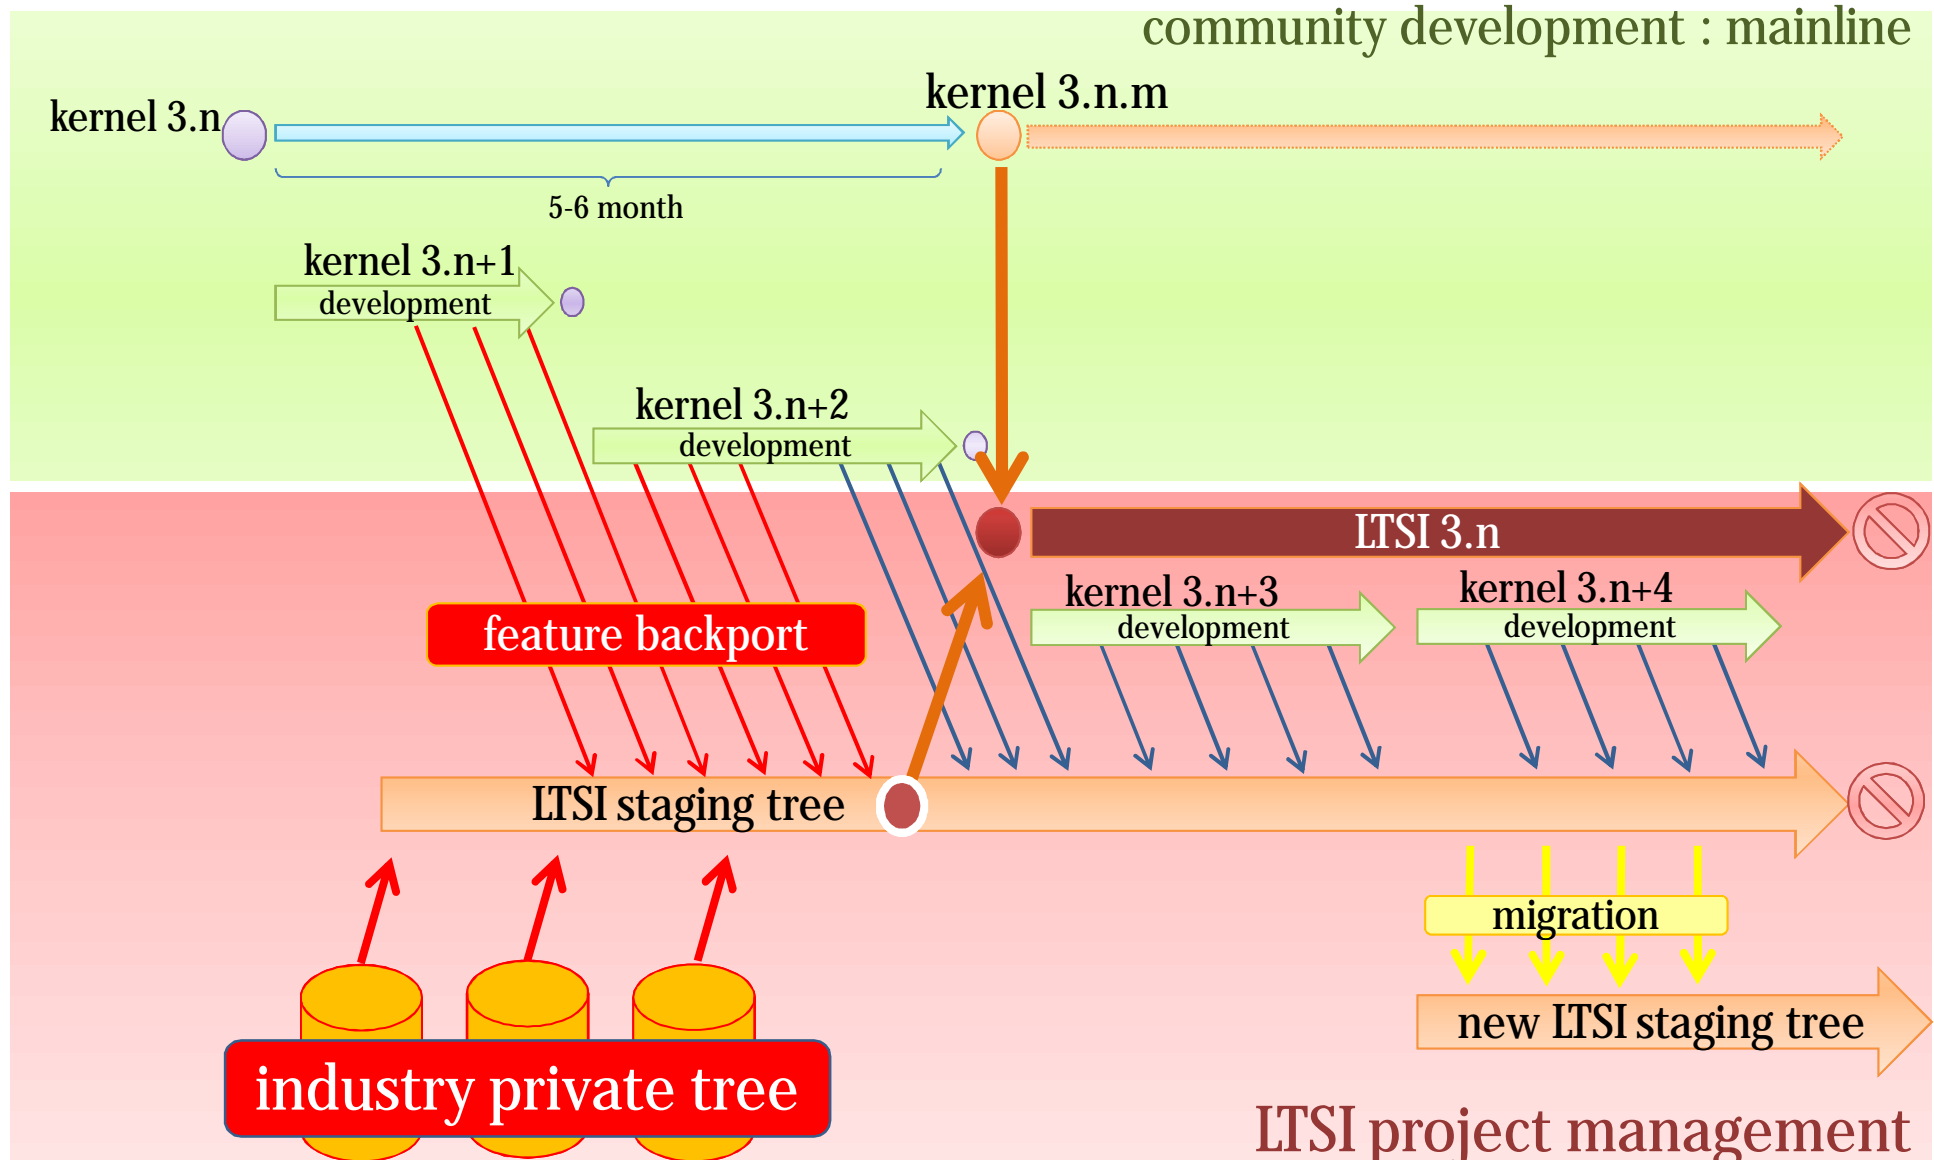 community development : mainline
kernel 3.n
kernel 3.n.m
5-6 month
kernel 3.n+1
development
kernel 3.n+2
development
LTSI 3.n
kernel 3.n+3
development
kernel 3.n+4
development
feature backport
LTSI staging tree
migration
new LTSI staging tree
industry private tree
LTSI project management